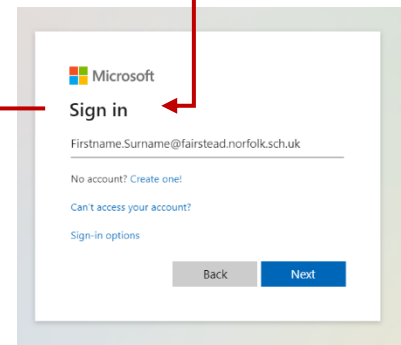 Microsoft
Sign in
Firstname.Surname@fairstead.norfolk.sch.uk
No account? Create one!
Can't access your account?
Sign-in options
Back Next